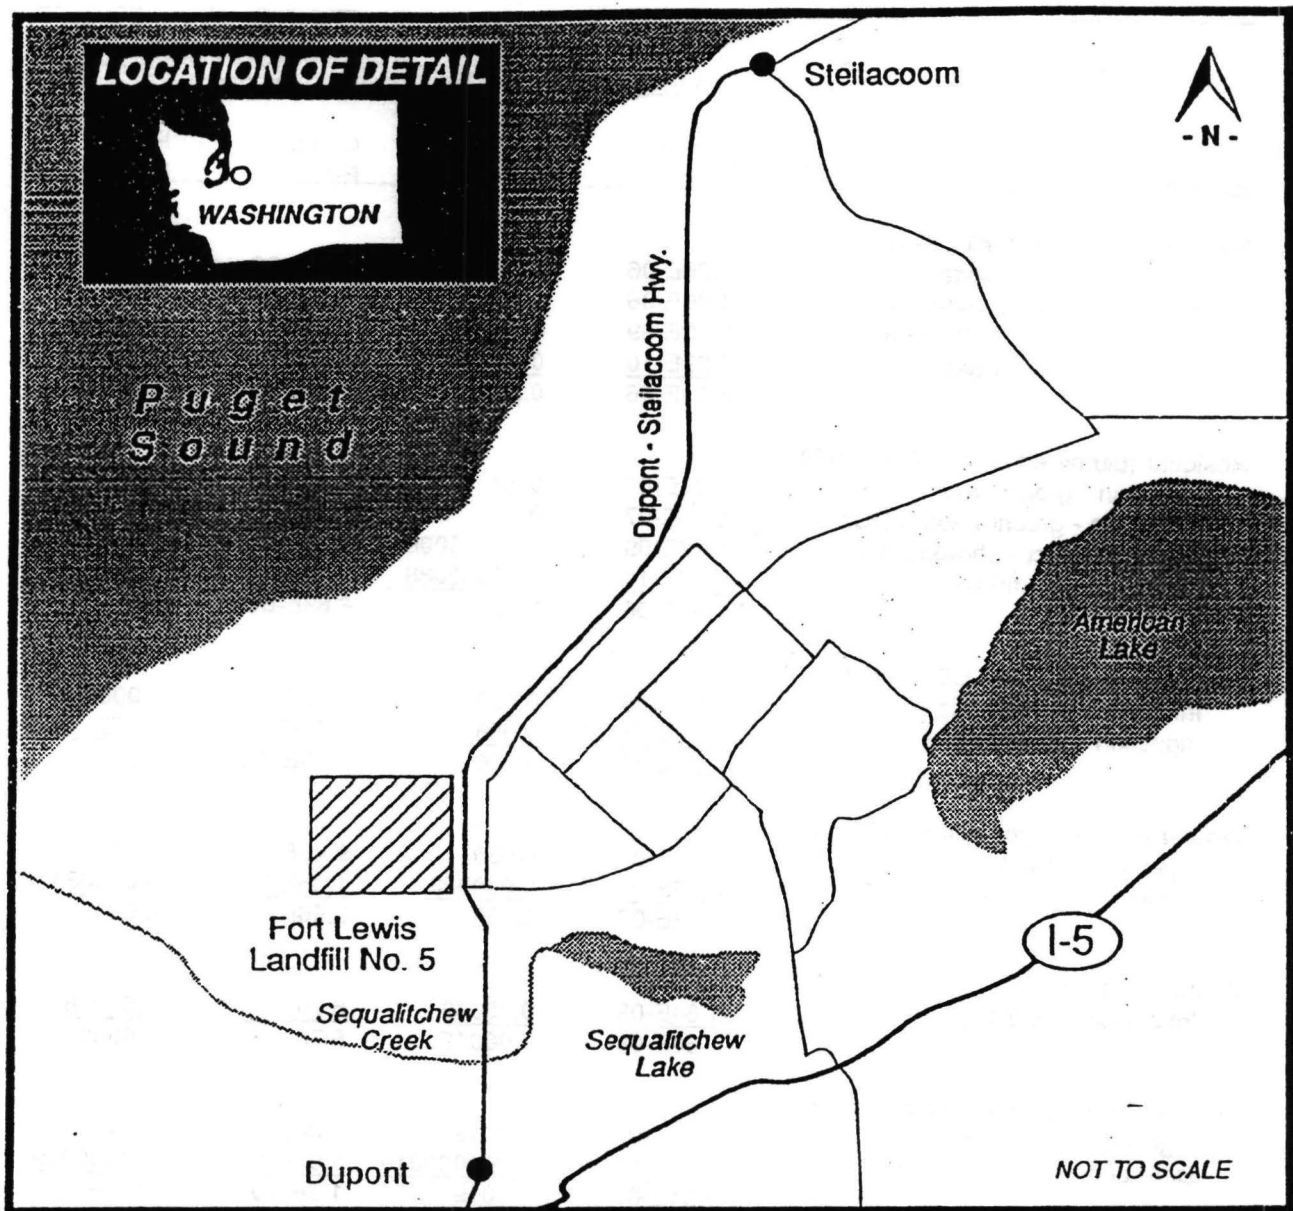 LOCATION OF DETAIL
WASHINGTON
Steilacoom
- N -
Dupont - Steilacoom Hwy.
Puget
Sound
American
Lake
Fort Lewis
Landfill No. 5
I-5
Sequalitchew
Creek
Sequalitchew
Lake
Dupont
NOT TO SCALE